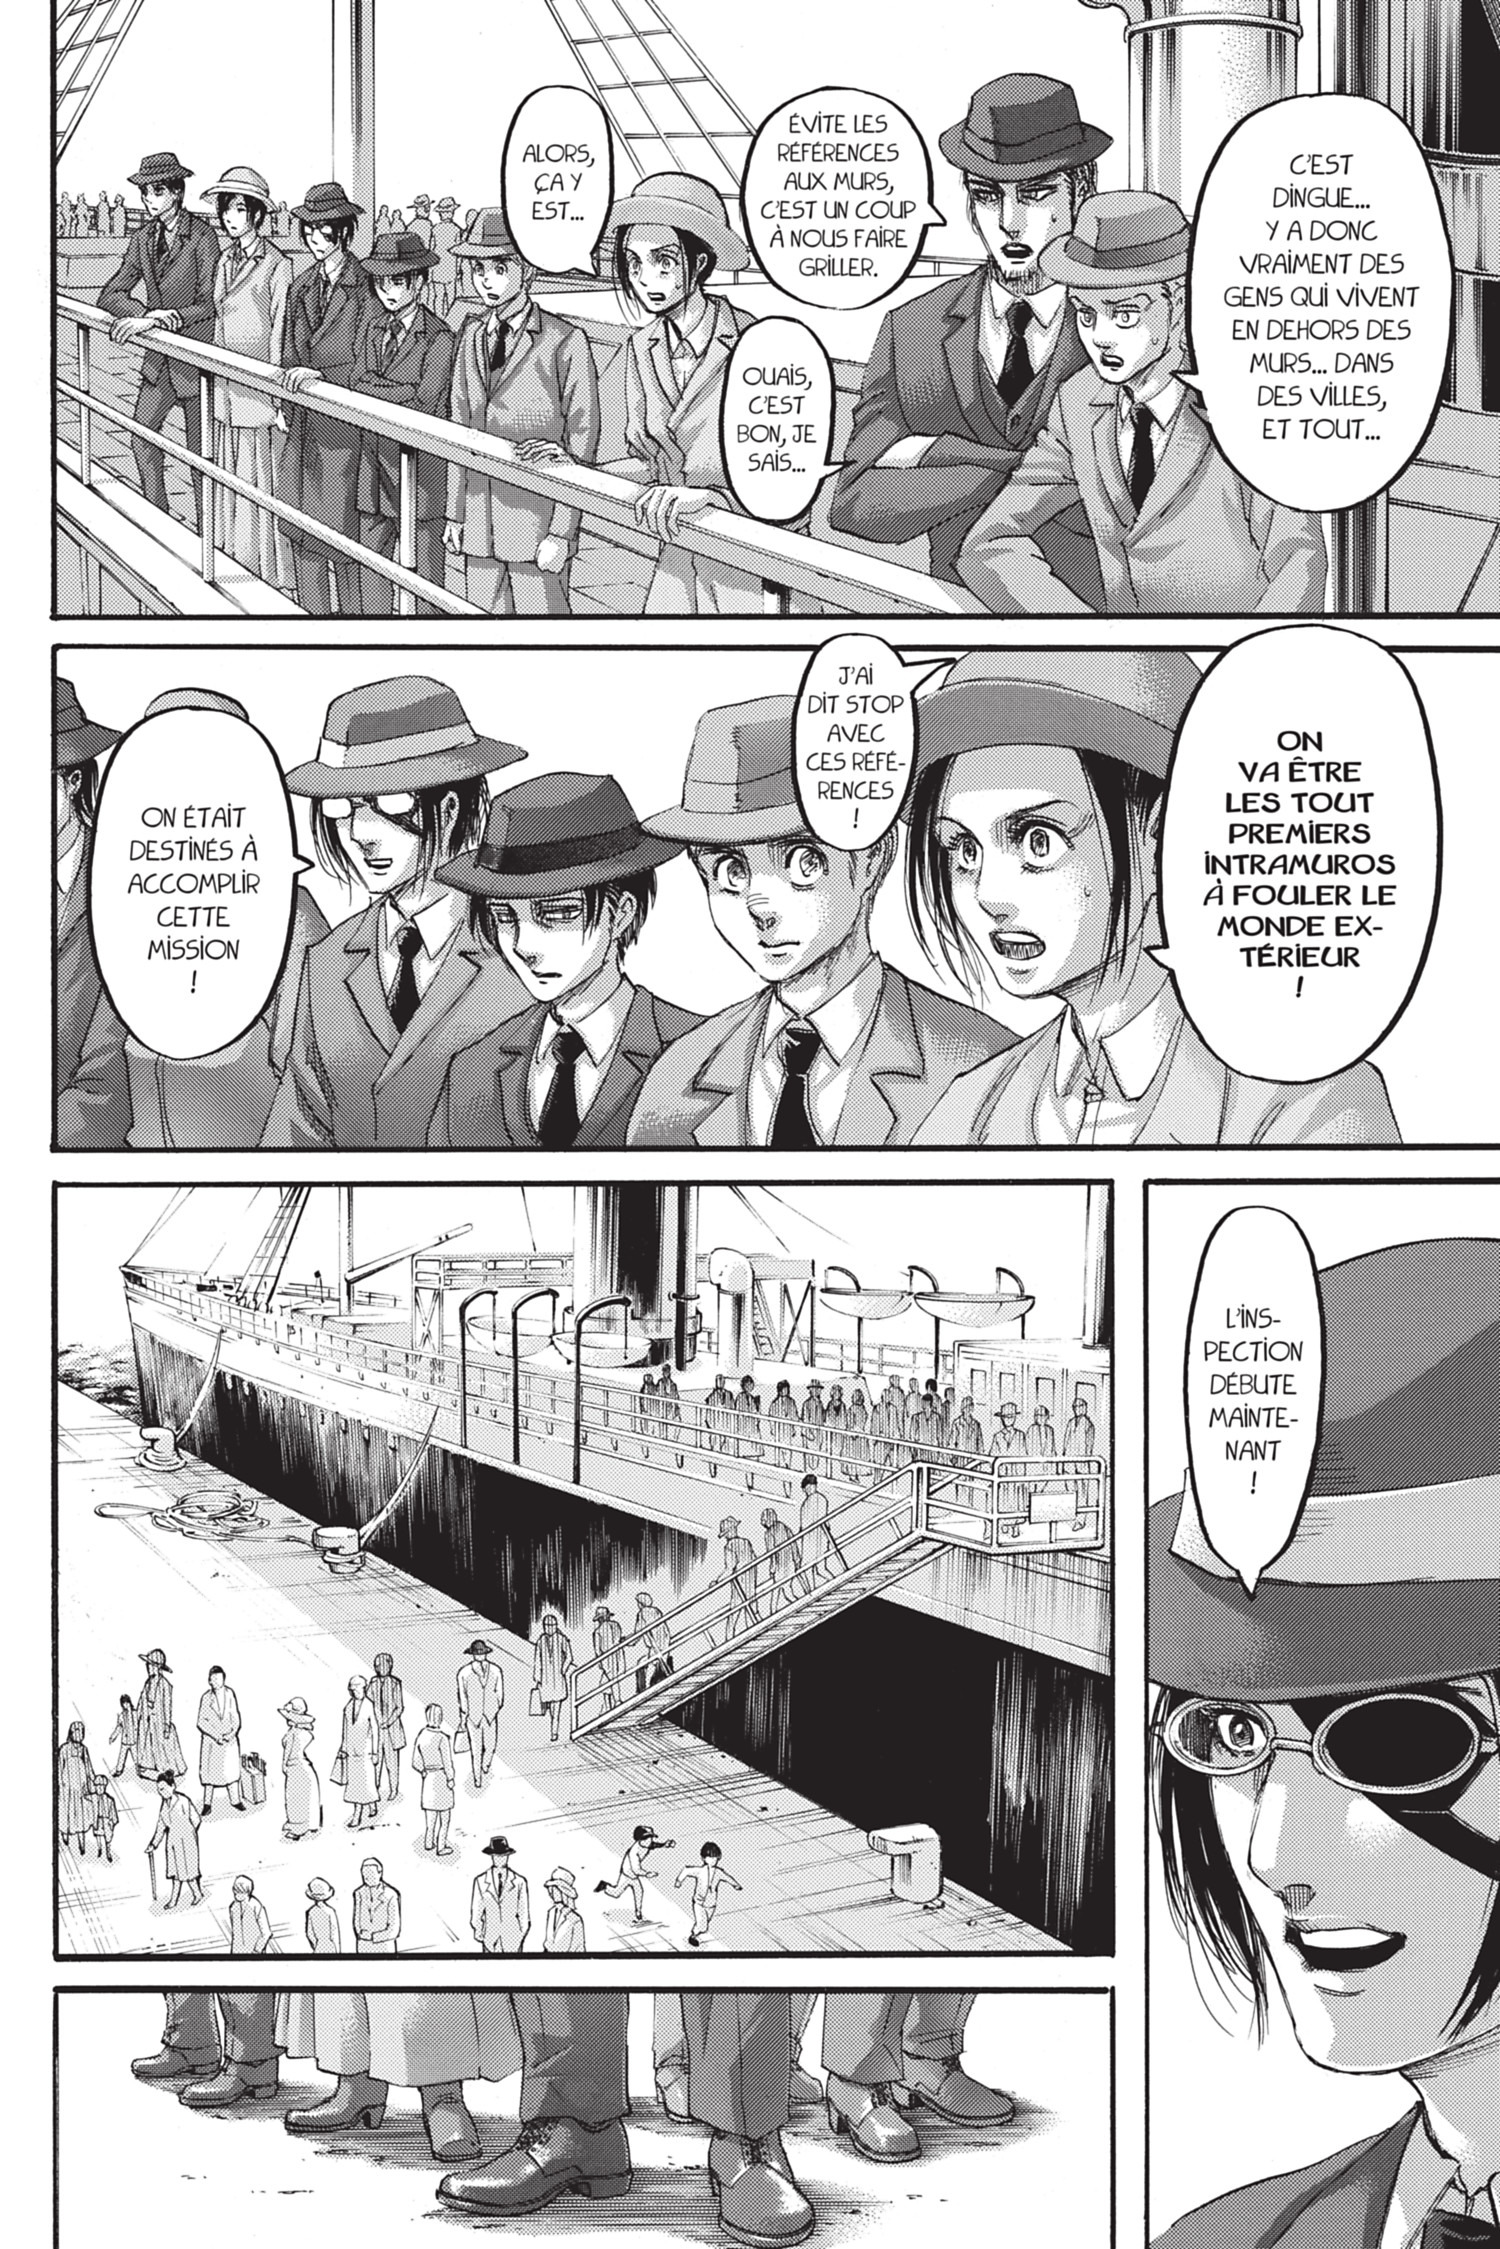 C'EST
DINGUE...
Y A DONC
VRAIMENT DES
GENS QUI VIVENT
EN DEHORS DES
MURS... DANS
DES VILLES,
ET TOUT...
ÉVITE LES
RÉFÉRENCES
AUX MURS,
C'EST UN COUP
À NOUS FAIRE
GRILLER.
OUAIS,
C'EST
BON, JE
SAIS...
ALORS,
ÇA Y
EST...
ON
VA ÊTRE
LES TOUT
PREMIERS
INTRAMUROS
À FOULER LE
MONDE EX-
TÉRIEUR
!
J'AI
DIT STOP
AVEC
CES RÉFÉ-
RENCES
!
ON ÉTAIT
DESTINÉS À
ACCOMPLIR
CETTE
MISSION
!
L'INS-
PECTION
DÉBUTE
MAINTE-
NANT
!